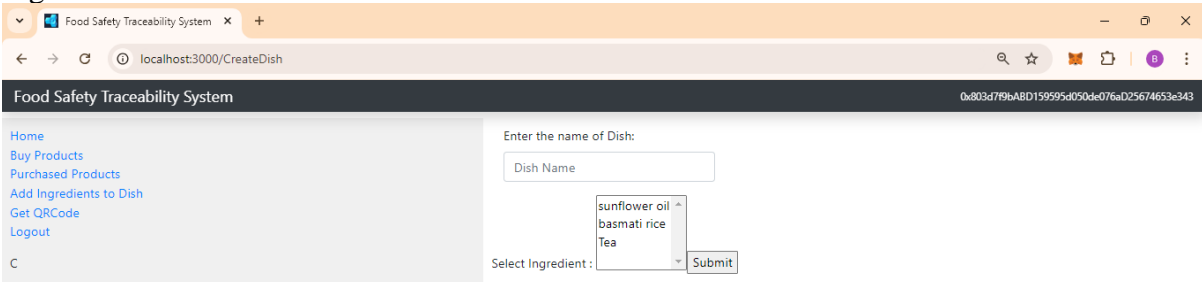 Food Safety Traceability System
localhost:3000/CreateDish
B
Food Safety Traceability System
0x803d7f9bABD159595d050de076aD25674653e343
Home
Buy Products
Purchased Products
Add Ingredients to Dish
Get QRCode
Logout
C
Enter the name of Dish:
Dish Name
sunflower oil
basmati rice
Tea
Select Ingredient :
Submit